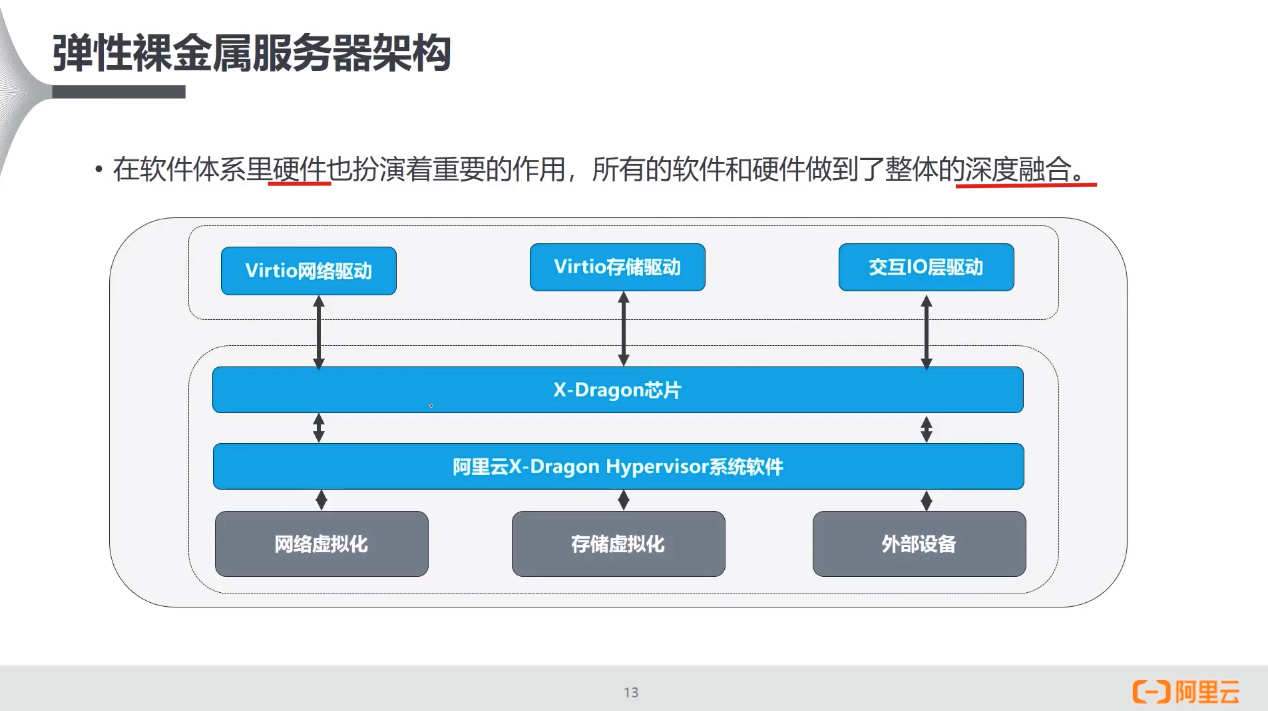 弹性裸金属服务器架构
• 在软件体系里硬件也扮演着重要的作用，所有的软件和硬件做到了整体的深度融合。
Virtio网络驱动
Virtio存储驱动
交互IO层驱动
X-Dragon芯片
阿里云X-Dragon Hypervisor系统软件
网络虚拟化
存储虚拟化
外部设备
13
阿里云